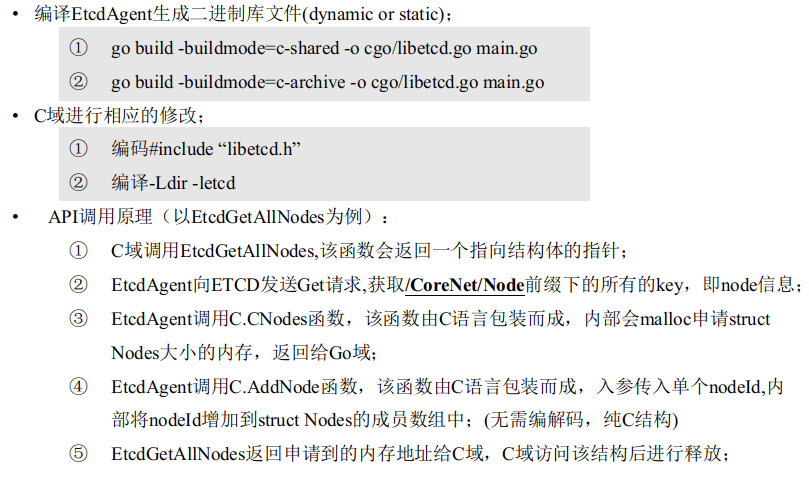 • 编译EtcdAgent生成二进制库文件(dynamic or static)；
① go build -buildmode=c-shared -o cgo/libetcd.go main.go
② go build -buildmode=c-archive -o cgo/libetcd.go main.go
• C域进行相应的修改；
① 编码#include “libetcd.h”
② 编译-Ldir -letcd
• API调用原理（以EtcdGetAllNodes为例）：
① C域调用EtcdGetAllNodes,该函数会返回一个指向结构体的指针；
② EtcdAgent向ETCD发送Get请求,获取/CoreNet/Node前缀下的所有的key，即node信息；
③ EtcdAgent调用C.CNodes函数，该函数由C语言包装而成，内部会malloc申请struct
Nodes大小的内存，返回给Go域；
④ EtcdAgent调用C.AddNode函数，该函数由C语言包装而成，入参传入单个nodeId,内
部将nodeId增加到struct Nodes的成员数组中；(无需编解码，纯C结构)
⑤ EtcdGetAllNodes返回申请到的内存地址给C域，C域访问该结构后进行释放；